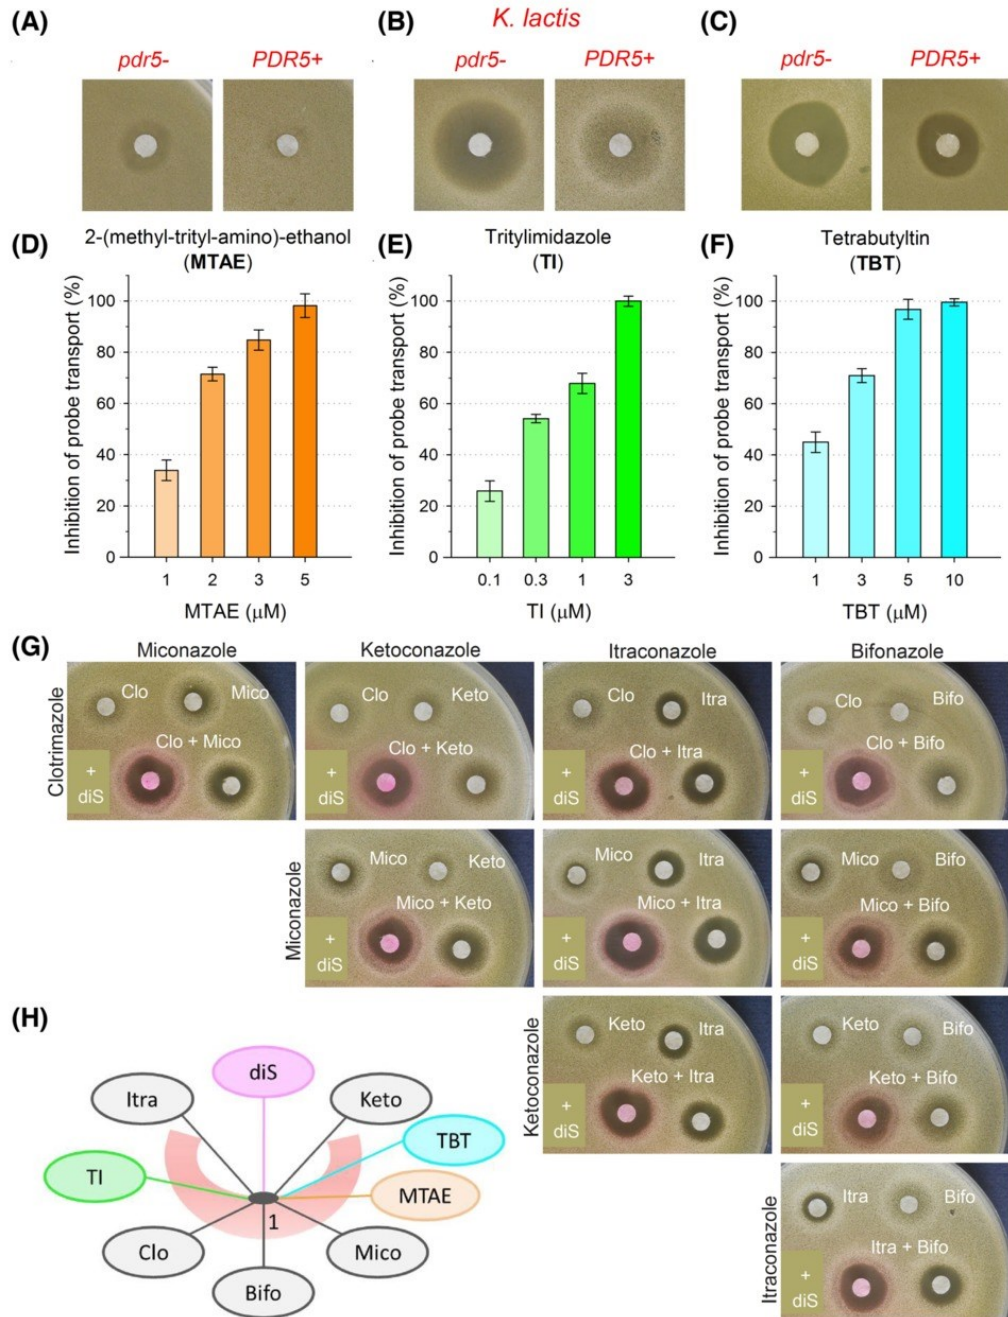 (A)
(B)
K. lactis
(C)
pdr5-
PDR5+
pdr5-
PDR5+
pdr5-
PDR5+
(D)
2-(methyl-trityl-amino)-ethanol
(MTAE)
Inhibition of probe transport (%)
100
80
60
40
20
0
1
2
3
5
MTAE (μM)
(E)
Tritylimidazole
(TI)
Inhibition of probe transport (%)
100
80
60
40
20
0
0.1
0.3
1
3
TI (μM)
(F)
Tetrabutyltin
(TBT)
Inhibition of probe transport (%)
100
80
60
40
20
0
1
3
5
10
TBT (μM)
(G)
Miconazole
Ketoconazole
Itraconazole
Bifonazole
Clotrimazole
Clo
Mico
Clo + Mico
+
diS
Clo
Keto
Clo + Keto
+
diS
Clo
Itra
Clo + Itra
+
diS
Clo
Bifo
Clo + Bifo
+
diS
Miconazole
Mico
Keto
Mico + Keto
+
diS
Mico
Itra
Mico + Itra
+
diS
Mico
Bifo
Mico + Bifo
+
diS
Ketoconazole
Keto
Itra
Keto + Itra
+
diS
Keto
Bifo
Keto + Bifo
+
diS
Itraconazole
Itra
Bifo
Itra + Bifo
+
diS
(H)
diS
Itra
Keto
TBT
TI
MTAE
1
Clo
Mico
Bifo